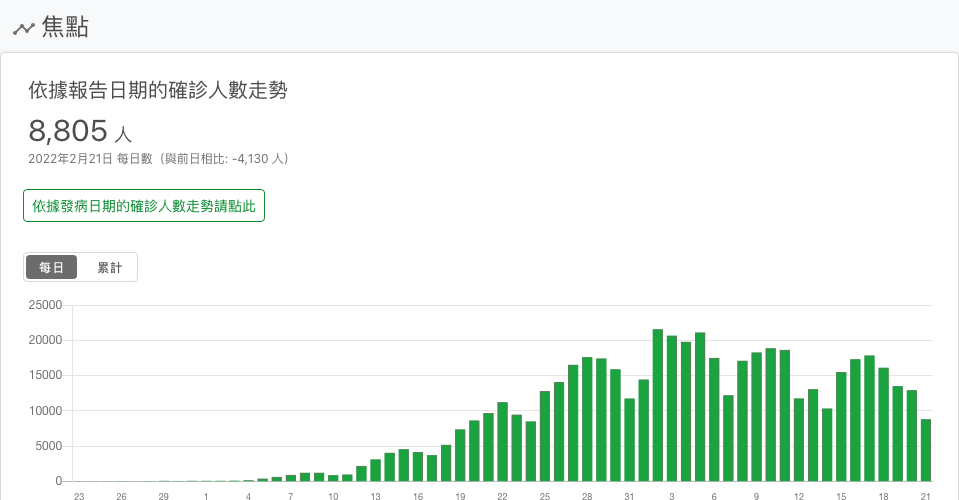 焦點
依據報告日期的確診人數走勢
8,805 人
2022年2月21日 每日數（與前日相比: -4,130 人）
依據發病日期的確診人數走勢請點此
每日 累計
25000
20000
15000
10000
5000
0
23 26 29 1 4 7 10 13 16 19 22 25 28 31 3 6 9 12 15 18 21